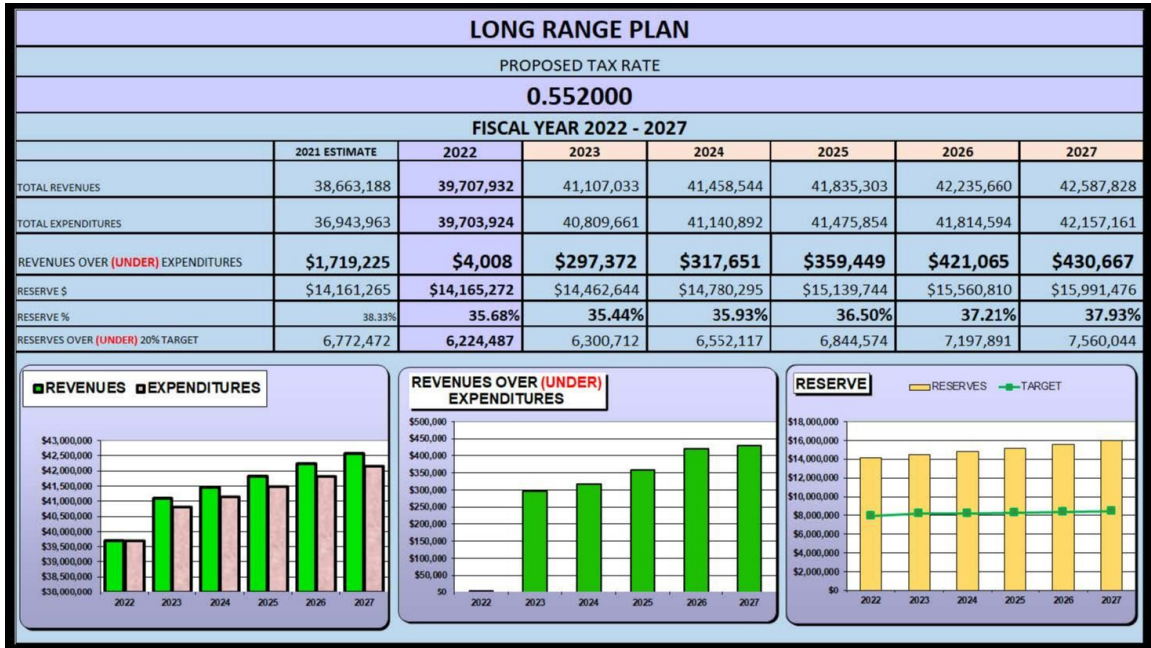 LONG RANGE PLAN
PROPOSED TAX RATE
0.552000
FISCAL YEAR 2022 - 2027
2021 ESTIMATE 2022 2023 2024 2025 2026 2027
TOTAL REVENUES 38,663,188 39,707,932 41,107,033 41,458,544 41,835,303 42,235,660 42,587,828
TOTAL EXPENDITURES 36,943,963 39,703,924 40,809,661 41,140,892 41,475,854 41,814,594 42,157,161
REVENUES OVER (UNDER) EXPENDITURES $1,719,225 $4,008 $297,372 $317,651 $359,449 $421,065 $430,667
RESERVE $ $14,161,265 $14,165,272 $14,462,644 $14,780,295 $15,139,744 $15,560,810 $15,991,476
RESERVE % 38.33% 35.68% 35.44% 35.93% 36.50% 37.21% 37.93%
RESERVES OVER (UNDER) 20% TARGET 6,772,472 6,224,487 6,300,712 6,552,117 6,844,574 7,197,891 7,560,044
REVENUES EXPENDITURES
$43,000,000
$42,500,000
$42,000,000
$41,500,000
$41,000,000
$40,500,000
$40,000,000
$39,500,000
$39,000,000
$38,500,000
$38,000,000
2022 2023 2024 2025 2026 2027
REVENUES OVER (UNDER)
EXPENDITURES
$500,000
$450,000
$400,000
$350,000
$300,000
$250,000
$200,000
$150,000
$100,000
$50,000
$0
2022 2023 2024 2025 2026 2027
RESERVE
RESERVES TARGET
$18,000,000
$16,000,000
$14,000,000
$12,000,000
$10,000,000
$8,000,000
$6,000,000
$4,000,000
$2,000,000
$0
2022 2023 2024 2025 2026 2027